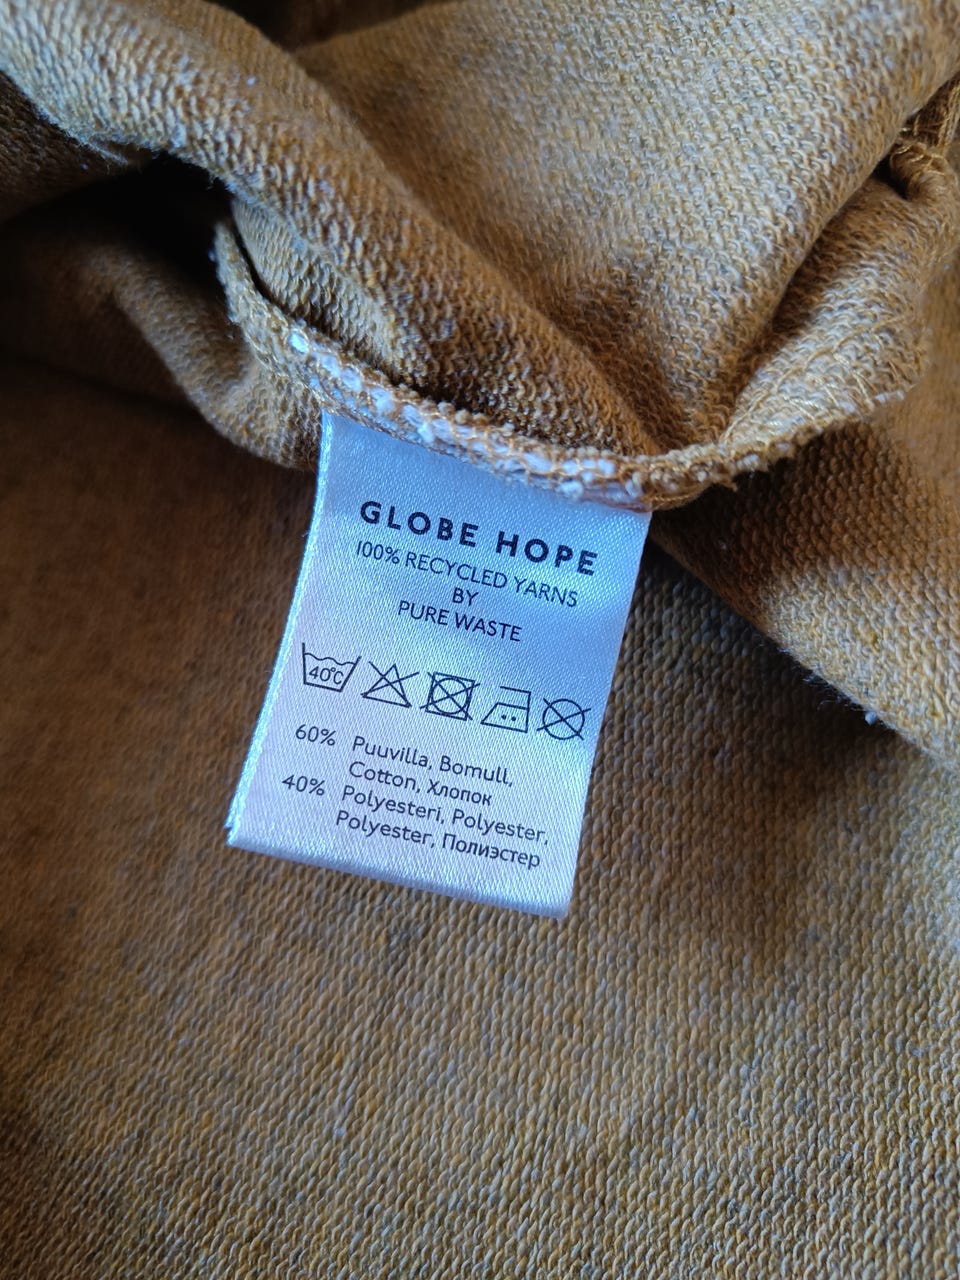 GLOBE HOPE
100% RECYCLED YARNS
BY
PURE WASTE
40°C
60% Puuvilla, Bomull,
Cotton, Хлопок
40% Polyesteri, Polyester,
Polyester, Полиэстер